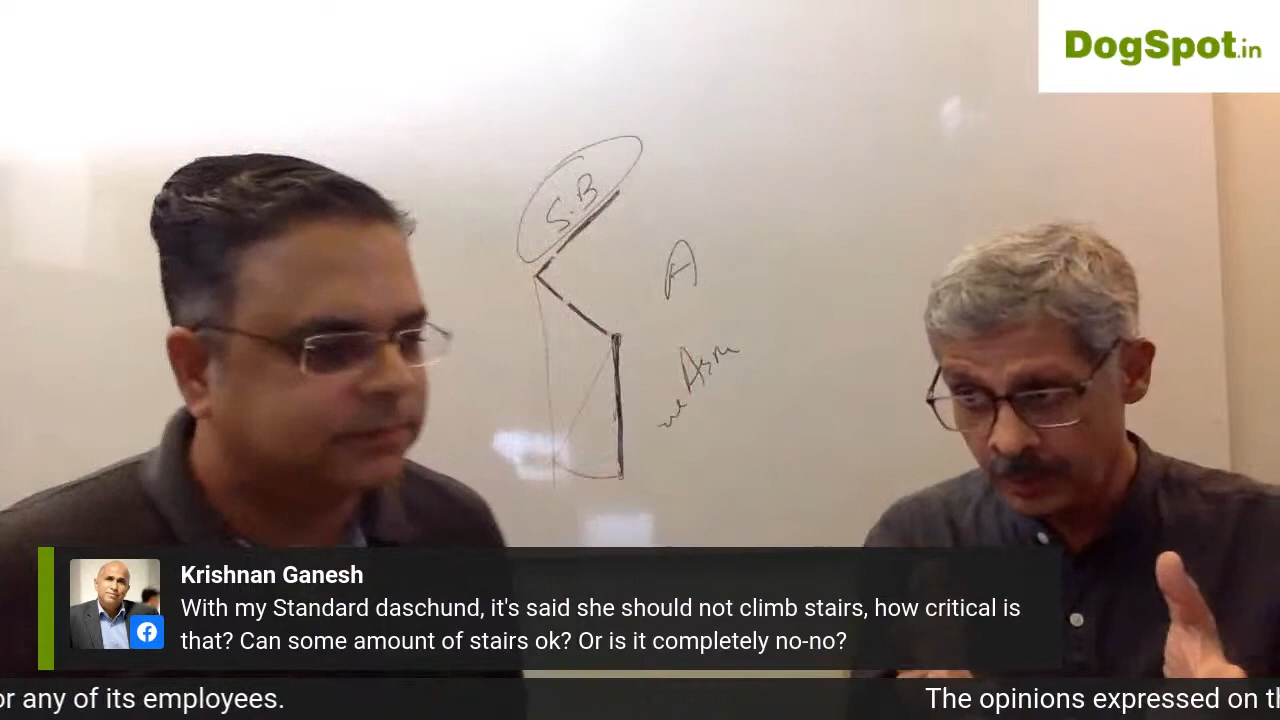 DogSpot.in
S.B
A
Krishnan Ganesh
With my Standard daschund, it's said she should not climb stairs, how critical is
that? Can some amount of stairs ok? Or is it completely no-no?
or any of its employees.
The opinions expressed on th